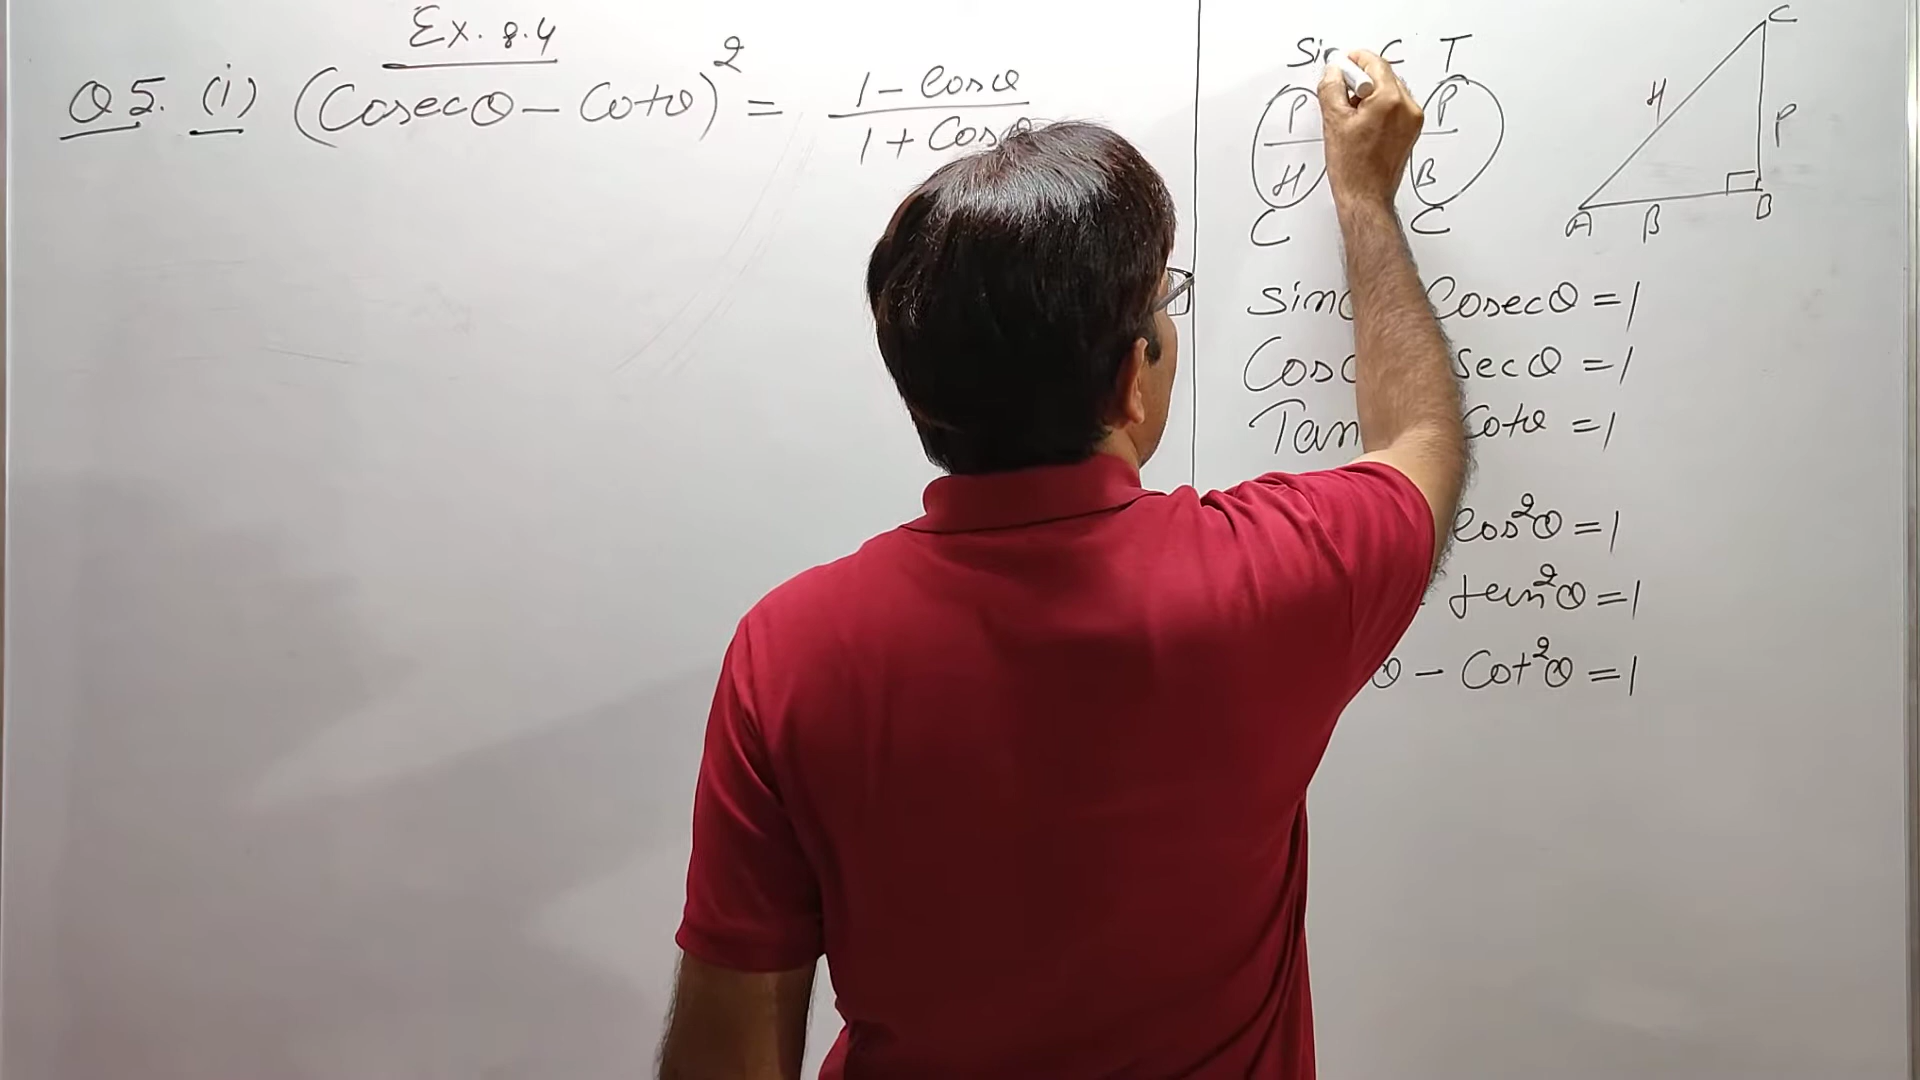 Ex. 8.4
Q5. (i) (Cosecθ – Cotθ)² = 1 – Cosθ / 1 + Cosθ
Sin C T
P P
H B
C C
C
H
P
A B B
Sin Cosecθ = 1
Cos secθ = 1
Tan Cotθ = 1
Cos²θ = 1
tan²θ = 1
θ – Cot²θ = 1